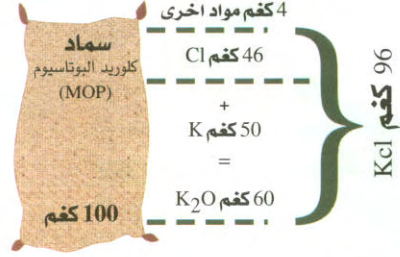 4 كغم مواد اخرى
سماد
كلوريد البوتاسيوم
(MOP)
100 كغم
46 كغم Cl
+
50 كغم K
=
60 كغم K2O
96 كغم Kcl